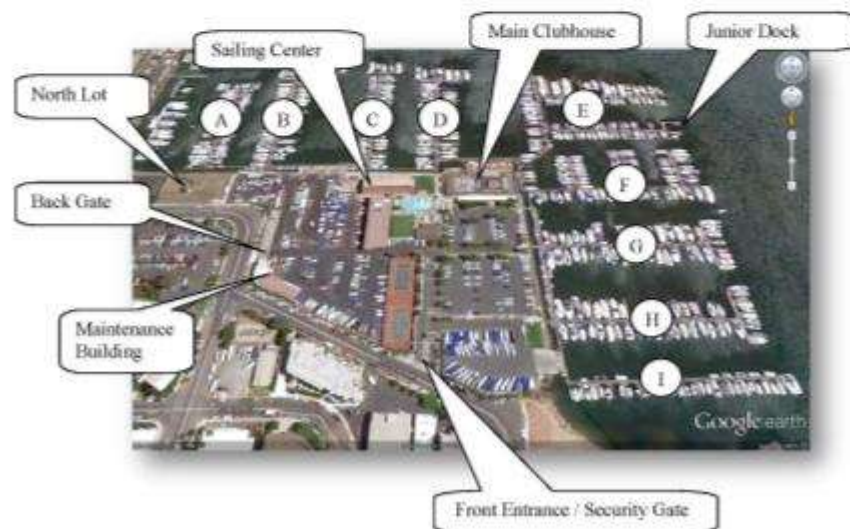 Main Clubhouse
Junior Dock
Sailing Center
North Lot
A
B
C
D
E
F
Back Gate
G
Maintenance
Building
H
I
Google earth
Front Entrance / Security Gate